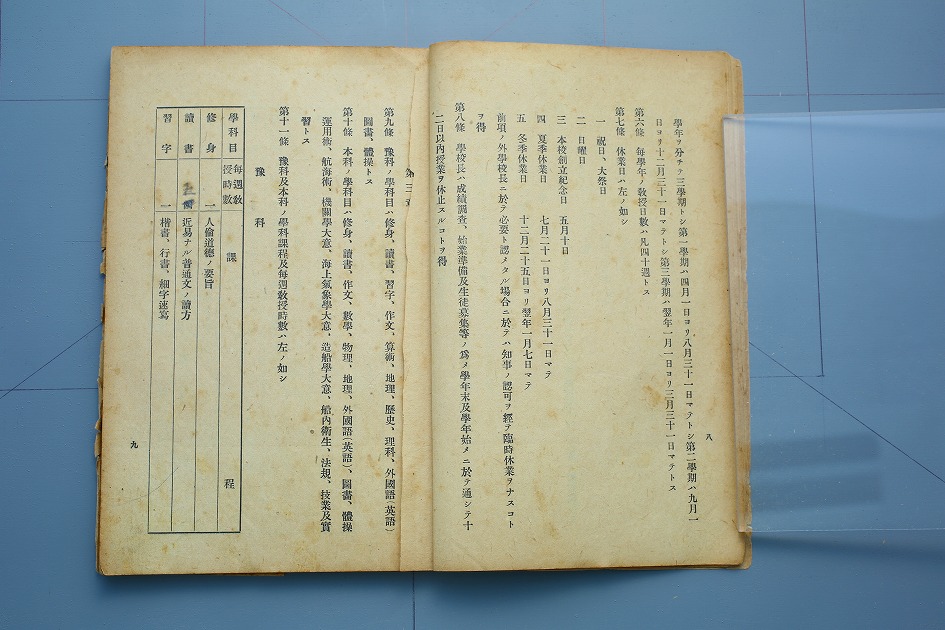 學年ヲ分チテ三學期トシ第一學期ハ四月一日ヨリ八月三十一日マテトシ第二學期ハ九月一
日ヨリ十二月三十一日マテトシ第三學期ハ翌年一月一日ヨリ三月三十一日マテトス
第六條 每學年ノ敎授日數ハ凡四十週トス
第七條 休業日ハ左ノ如シ
一 祝日、大祭日
二 日曜日
三 本校創立紀念日 五月十日
四 夏季休業日 七月二十一日ヨリ八月三十一日マテ
五 冬季休業日 十二月二十五日ヨリ翌年一月七日マテ
前項ノ外學校長ニ於テ必要ト認メタル場合ニ於テハ知事ノ認可ヲ經テ臨時休業ヲナスコト
ヲ得
第八條 學校長ハ成績調査、始業準備及生徒募集等ノ爲メ學年末及學年始メニ於テ通シテ十
二日以內授業ヲ休止スルコトヲ得
八
第三
第九條 豫科ノ學科目ハ修身、讀書、習字、作文、算術、地理、歷史、理科、外國語(英語)
圖畫、體操トス
第十條 本科ノ學科目ハ修身、讀書、作文、數學、物理、地理、外國語(英語)、圖畫、體操
運用術、航海術、機關學大意、海上氣象學大意、造船學大意、船內衞生、法規、技業及實
習トス
第十一條 豫科及本科ノ學科課程及每週敎授時數ハ左ノ如シ
豫 科
學科目 每週敎授時數 課 程
修身 一 人倫道德ノ要旨
讀書 近易ナル普通文ノ讀方
習字 一 楷書、行書、細字速寫
九